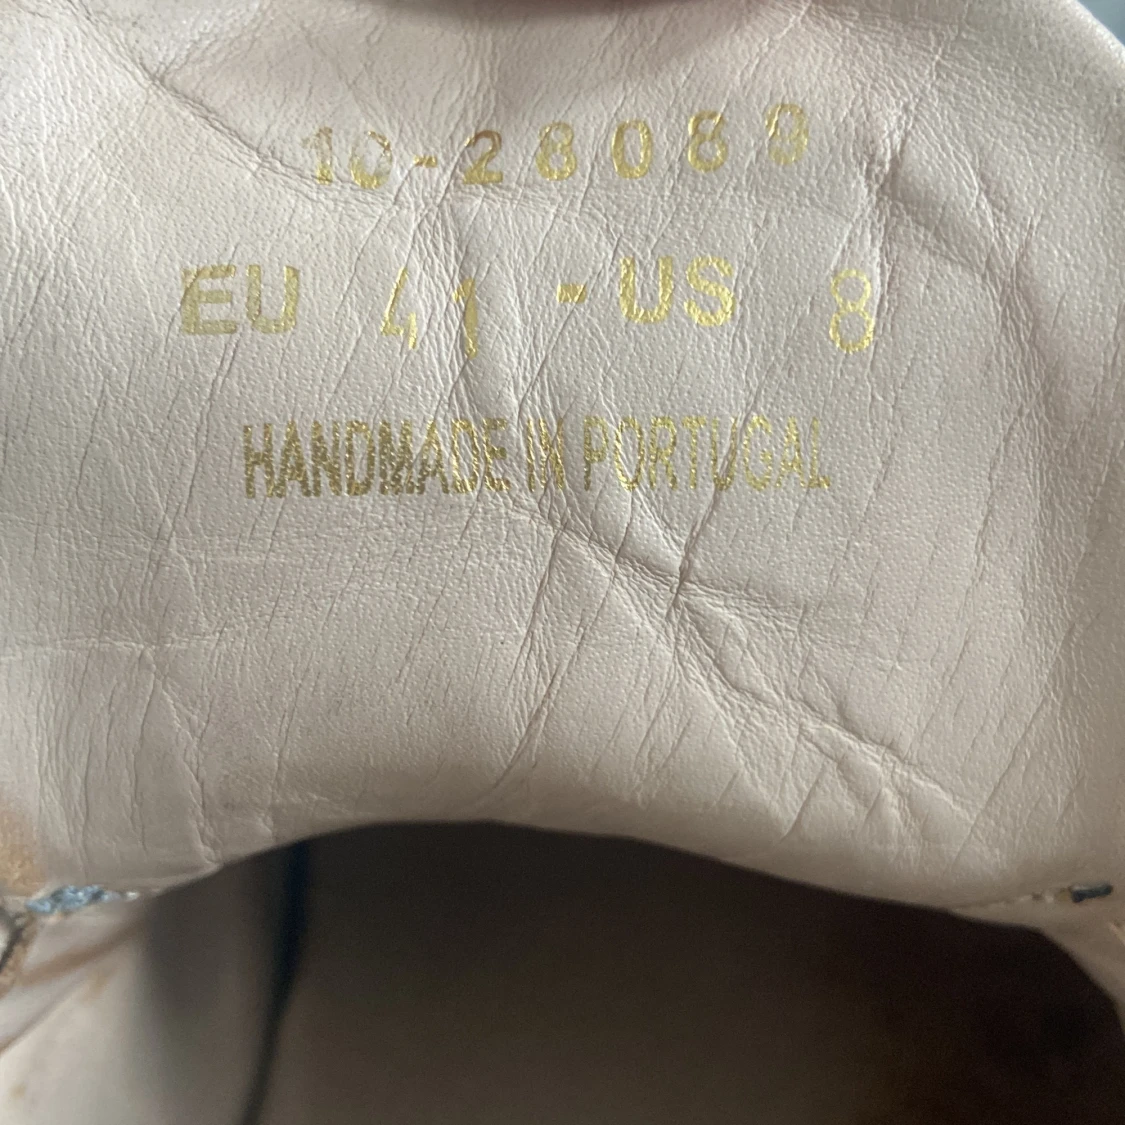 10-28089
EU 41 - US 8
HANDMADE IN PORTUGAL